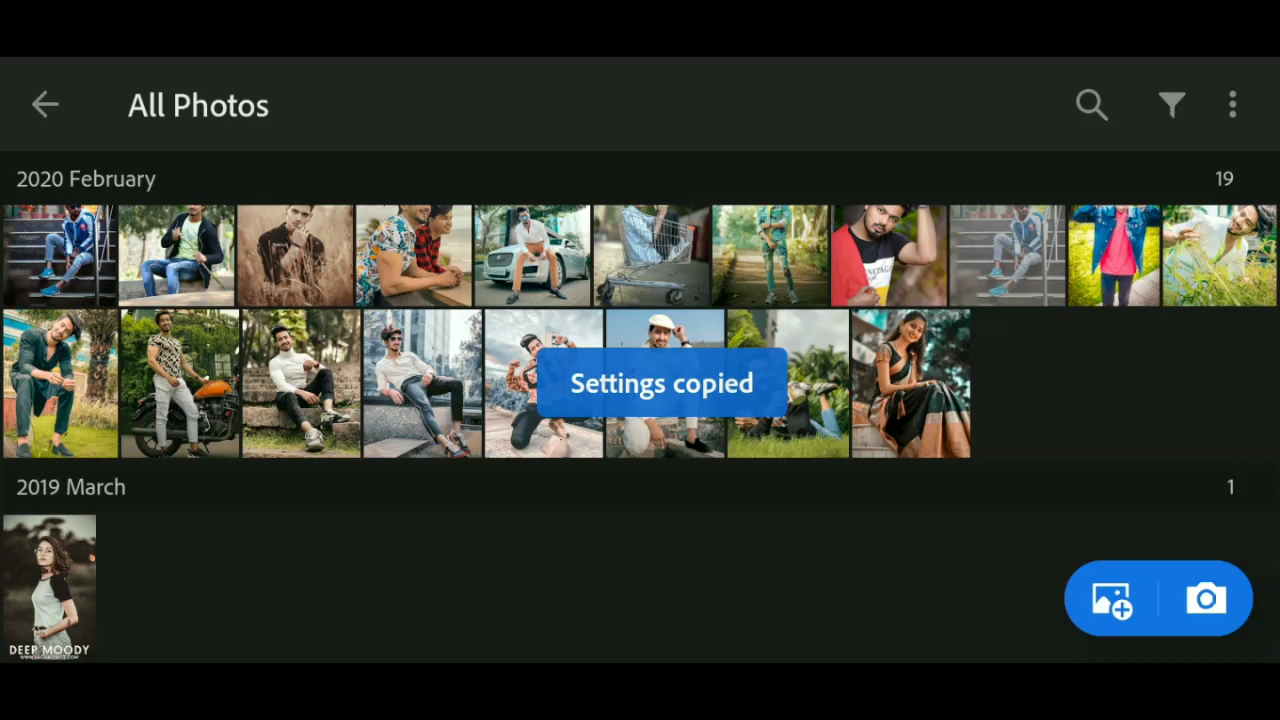 All Photos
2020 February
19
Settings copied
2019 March
1
DEEP MOODY